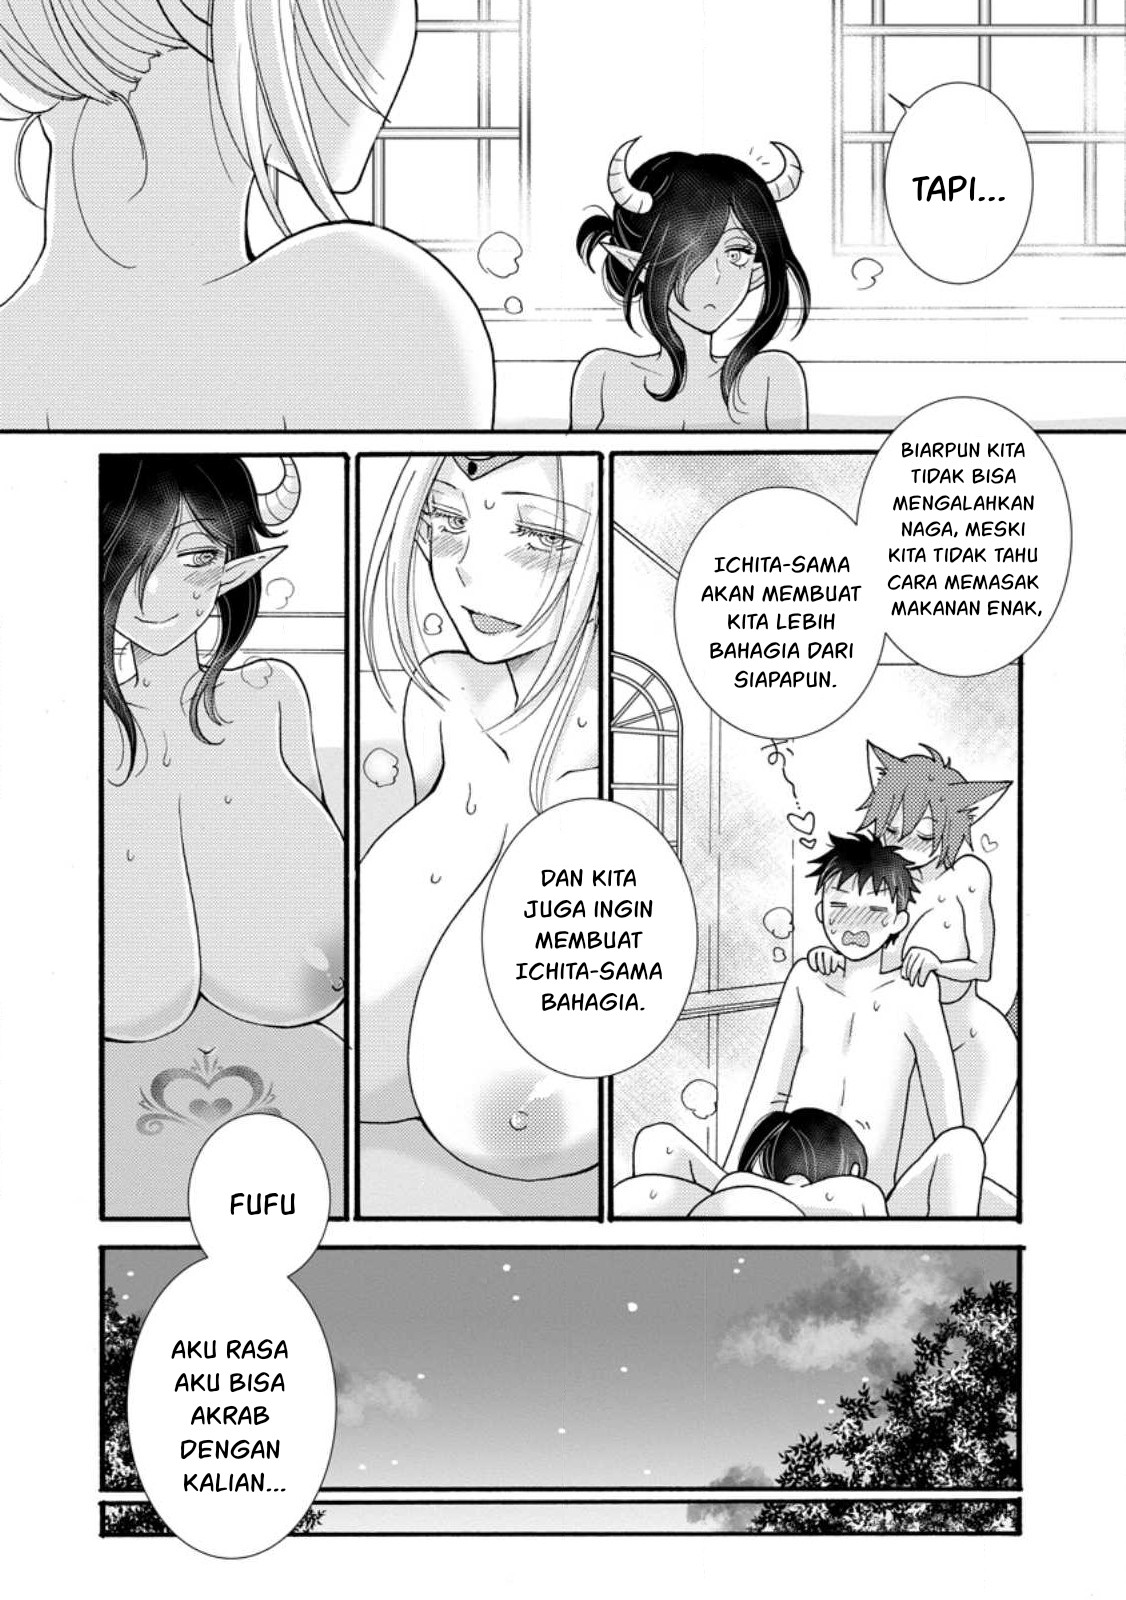 TAPI...
BIARPUN KITA
TIDAK BISA
MENGALAHKAN
NAGA, MESKI
KITA TIDAK TAHU
CARA MEMASAK
MAKANAN ENAK,
ICHITA-SAMA
AKAN MEMBUAT
KITA LEBIH
BAHAGIA DARI
SIAPAPUN.
DAN KITA
JUGA INGIN
MEMBUAT
ICHITA-SAMA
BAHAGIA.
FUFU
AKU RASA
AKU BISA
AKRAB
DENGAN
KALIAN...